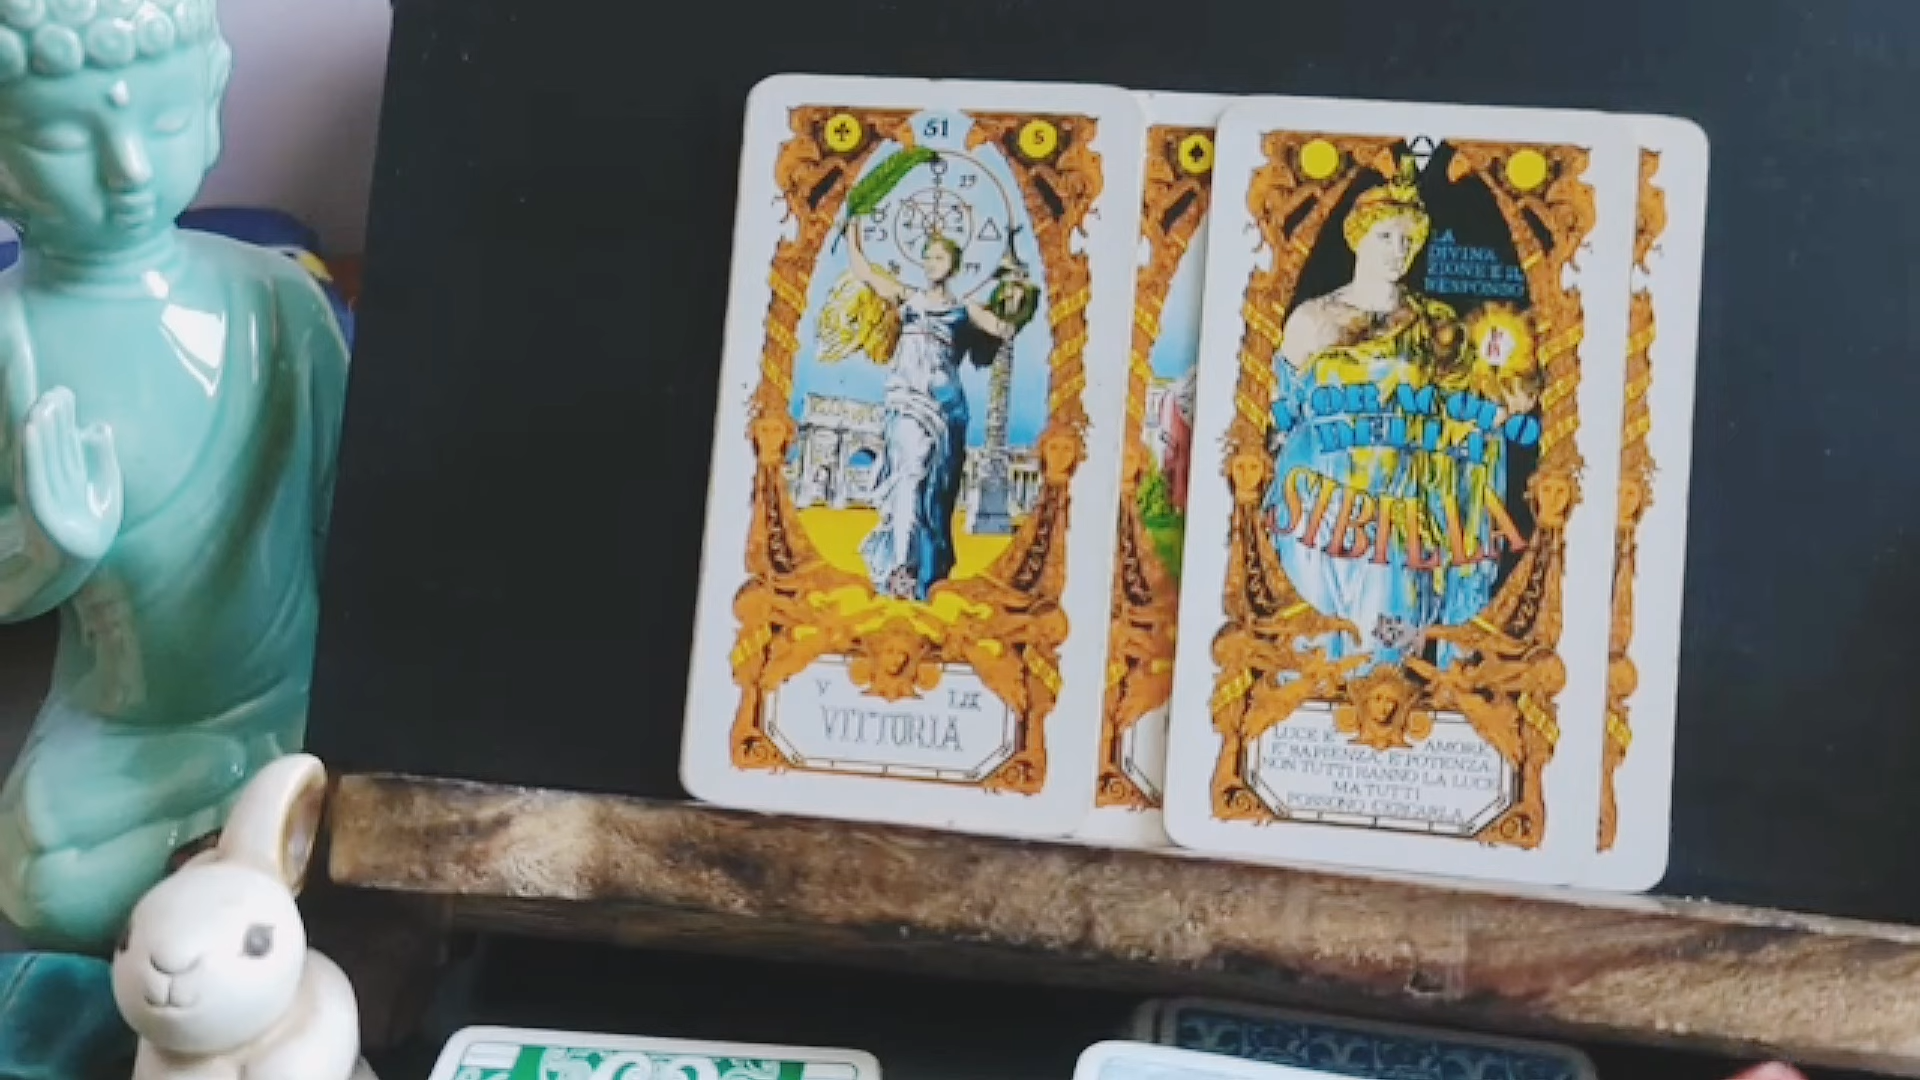 51
5
V
LIX
VITTORIA
LA
DIVINA
ZIONE E IL
RESPONSO
L'ORACOLO
DELLA
SIBILLA
LUCE È AMORE,
E SAPIENZA, E POTENZA.
NON TUTTI HANNO LA LUCE
MA TUTTI
POSSONO CERCARLA